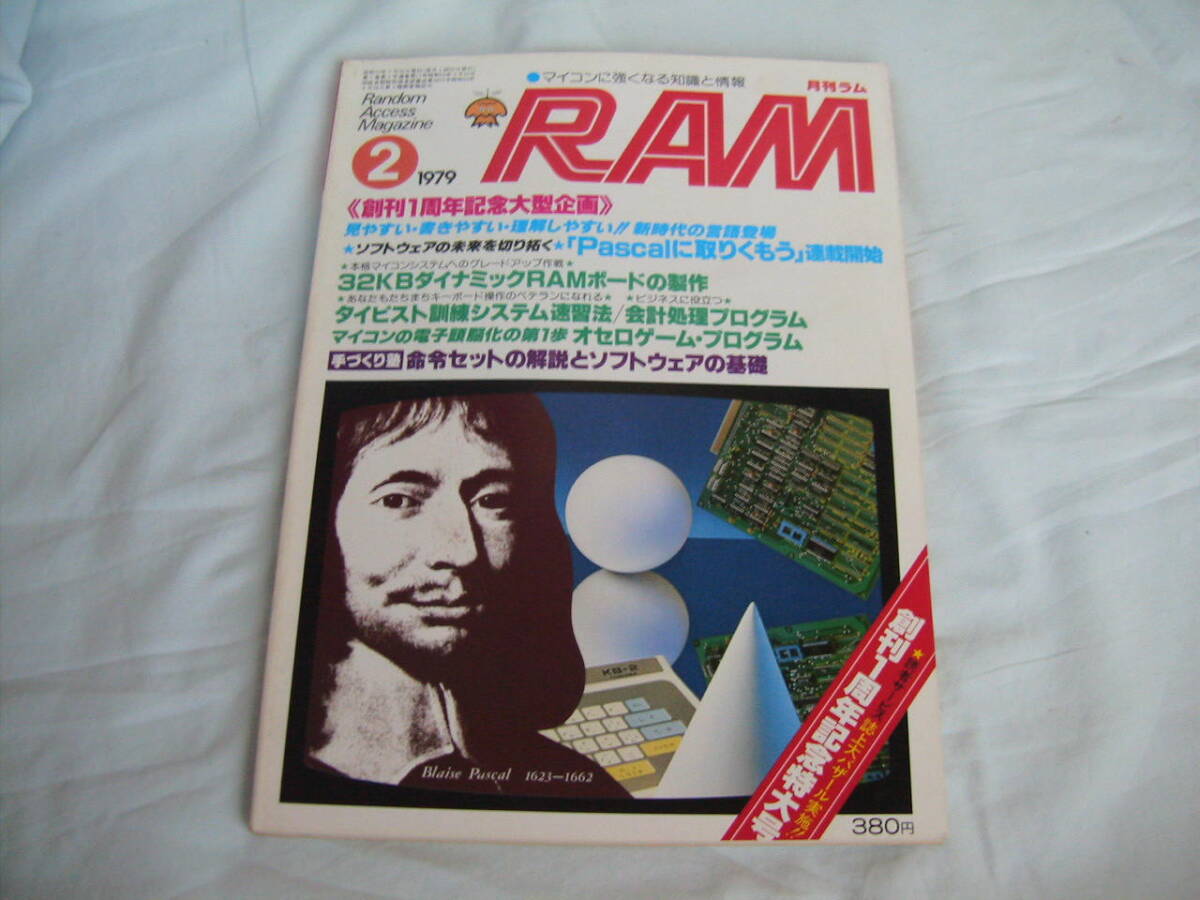 ●マイコンに強くなる知識と情報
月刊ラム
Random
Access
Magazine
RAM
2 1979
《創刊1周年記念大型企画》
見やすい・書きやすい・理解しやすい!! 新時代の言語登場
★ソフトウェアの未来を切り拓く★「Pascalに取りくもう」連載開始
★本格マイコンシステムへのグレードアップ作戦★
32KBダイナミックRAMボードの製作
★あなたもたちまちキーボード操作のベテランになれる★ ★ビジネスに役立つ★
タイピスト訓練システム速習法/会計処理プログラム
マイコンの電子頭脳化の第1歩 オセロゲーム・プログラム
手づくり塾 命令セットの解説とソフトウェアの基礎
KB-2
Blaise Pascal 1623—1662
誌上大バザール実施!!
創刊1周年記念特大号
380円